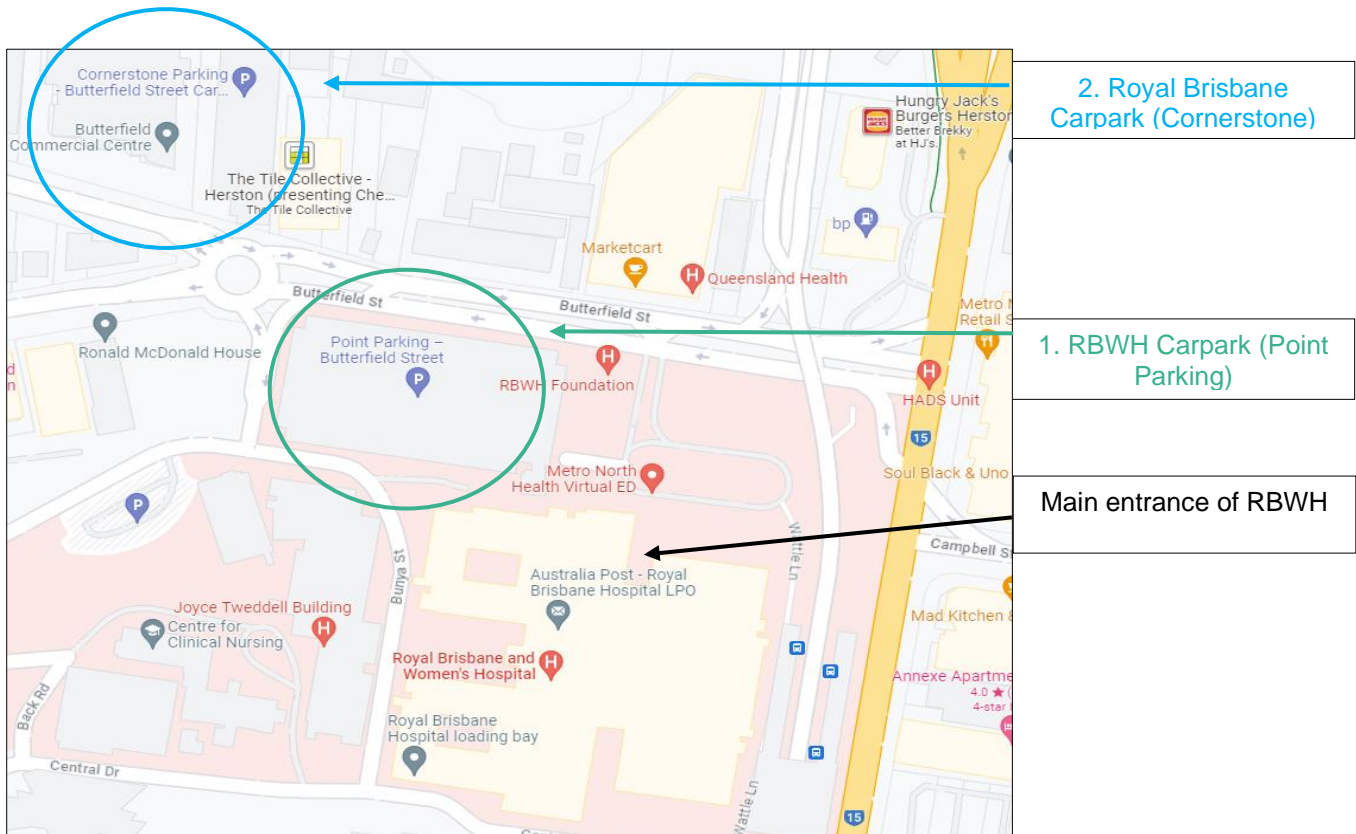 Cornerstone Parking
- Butterfield Street Car...
P
2. Royal Brisbane
Carpark (Cornerstone)
Hungry Jack's
Burgers Herston
Better Brekky
at HJ's.
HUNGRY JACK'S
Butterfield
Commercial Centre
The Tile Collective -
Herston (presenting Che...
The Tile Collective
bp
Marketcart
H
Queensland Health
Butterfield St
Butterfield St
Metro
Retail S
1. RBWH Carpark (Point
Parking)
Ronald McDonald House
Point Parking –
Butterfield Street
P
H
RBWH Foundation
H
HADS Unit
d
n
15
Soul Black & Uno
Metro North
Health Virtual ED
Main entrance of RBWH
P
Wattle Ln
Campbell St
Bunya St
Australia Post - Royal
Brisbane Hospital LPO
Joyce Tweddell Building
H
Centre for
Clinical Nursing
Mad Kitchen &
Royal Brisbane and
Women's Hospital
H
Annexe Apartme
4.0 ★ (
4-star
Back Rd
Royal Brisbane
Hospital loading bay
Central Dr
Wattle Ln
15